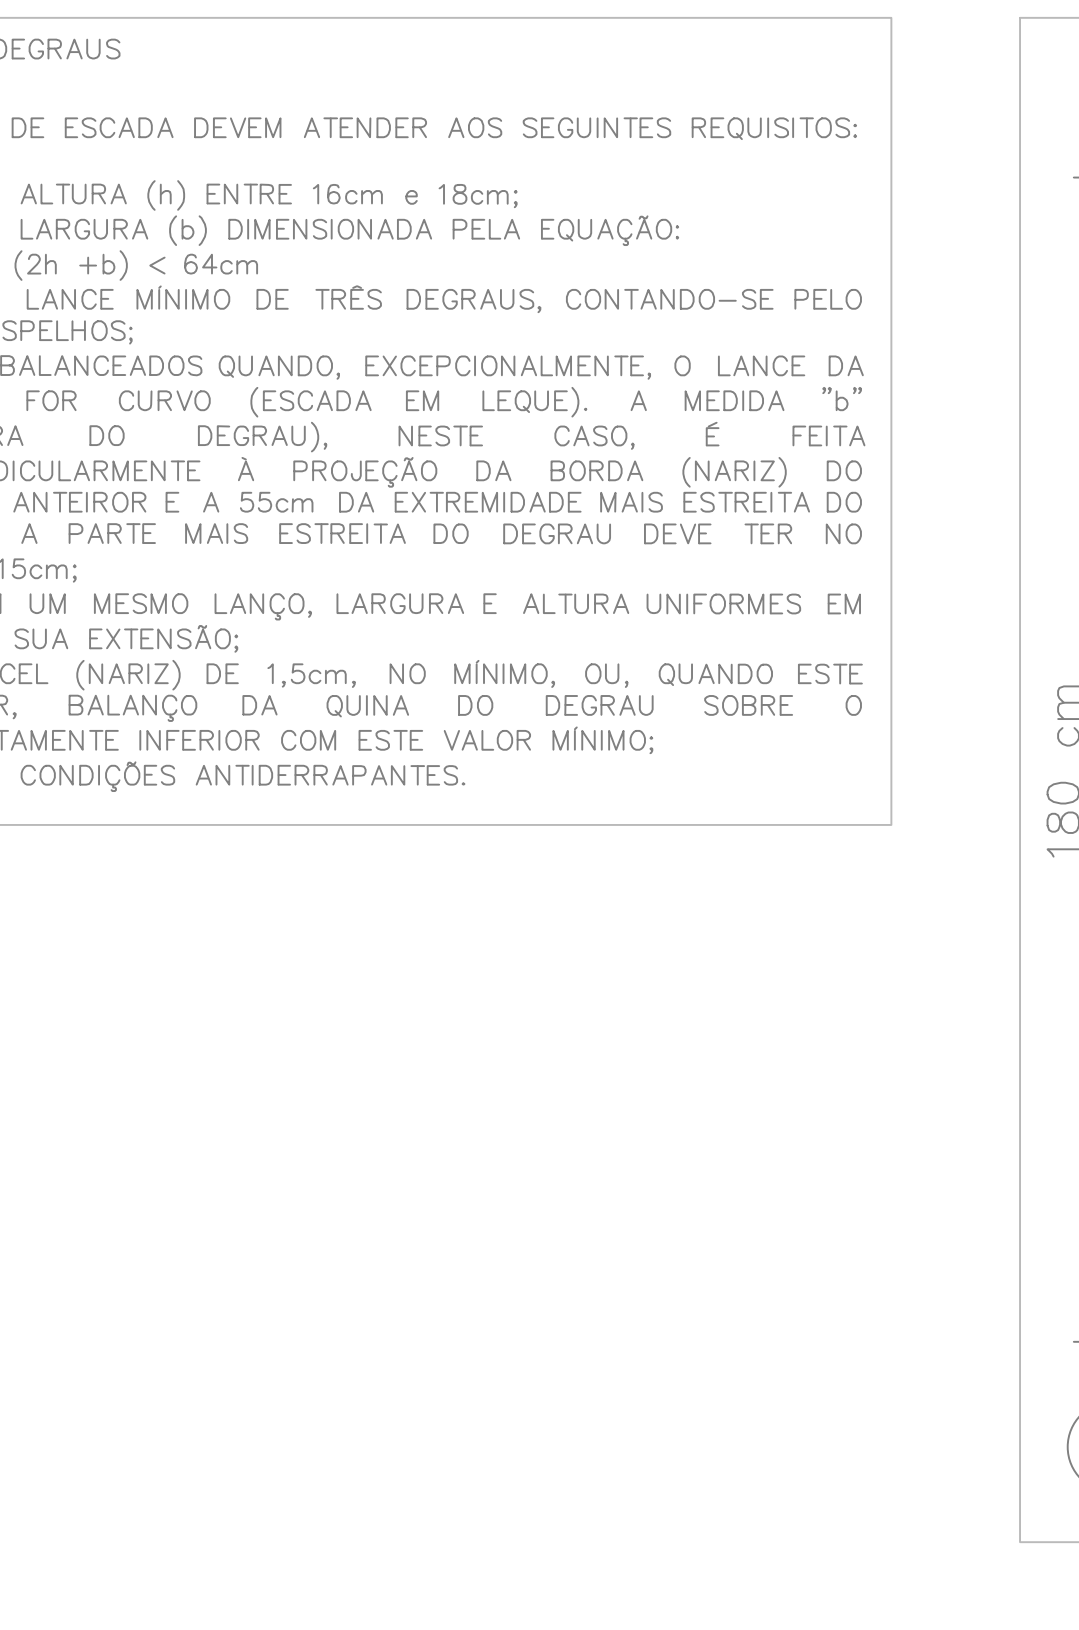 DEGRAUS
DE ESCADA DEVEM ATENDER AOS SEGUINTES REQUISITOS:
ALTURA (h) ENTRE 16cm e 18cm;
LARGURA (b) DIMENSIONADA PELA EQUAÇÃO:
(2h +b) < 64cm
LANCE MÍNIMO DE TRÊS DEGRAUS, CONTANDO-SE PELO
SPELHOS;
BALANCEADOS QUANDO, EXCEPCIONALMENTE, O LANCE DA
FOR CURVO (ESCADA EM LEQUE). A MEDIDA "b"
RA DO DEGRAU), NESTE CASO, É FEITA
DICULARMENTE À PROJEÇÃO DA BORDA (NARIZ) DO
ANTEIROR E A 55cm DA EXTREMIDADE MAIS ESTREITA DO
A PARTE MAIS ESTREITA DO DEGRAU DEVE TER NO
15cm;
UM MESMO LANÇO, LARGURA E ALTURA UNIFORMES EM
SUA EXTENSÃO;
CEL (NARIZ) DE 1,5cm, NO MÍNIMO, OU, QUANDO ESTE
R, BALANÇO DA QUINA DO DEGRAU SOBRE O
TAMENTE INFERIOR COM ESTE VALOR MÍNIMO;
CONDIÇÕES ANTIDERRAPANTES.
180 cm